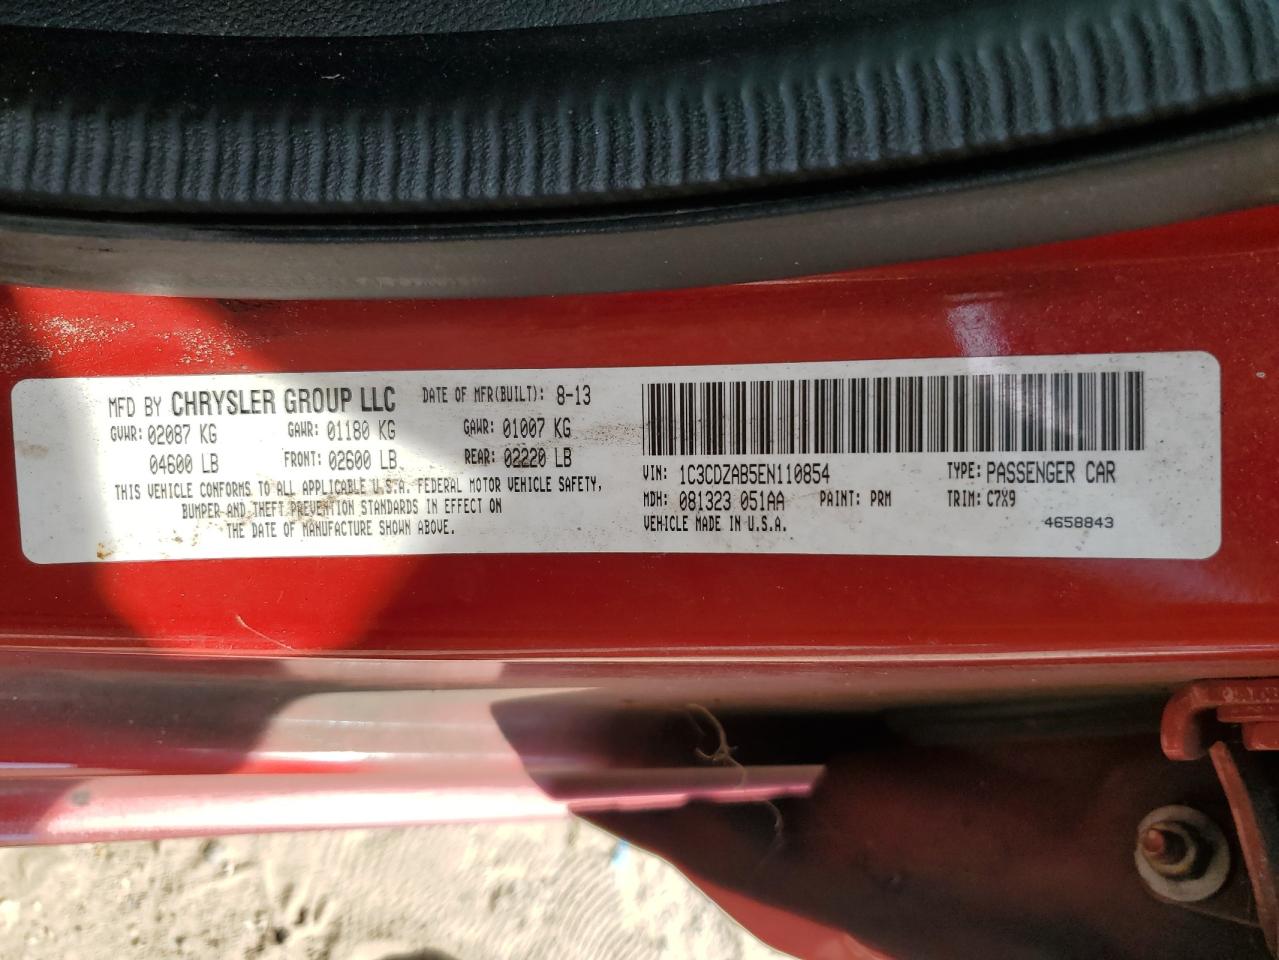 MFD BY CHRYSLER GROUP LLC DATE OF MFR(BUILT): 8-13
GVWR: 02087 KG GAWR: 01180 KG GAWR: 01007 KG
04600 LB FRONT: 02600 LB REAR: 02220 LB
THIS VEHICLE CONFORMS TO ALL APPLICABLE U.S.A. FEDERAL MOTOR VEHICLE SAFETY,
BUMPER AND THEFT PREVENTION STANDARDS IN EFFECT ON
THE DATE OF MANUFACTURE SHOWN ABOVE.
VIN: 1C3CDZAB5EN110854 TYPE: PASSENGER CAR
MDH: 081323 051AA PAINT: PRM TRIM: C7X9
VEHICLE MADE IN U.S.A. 4658843